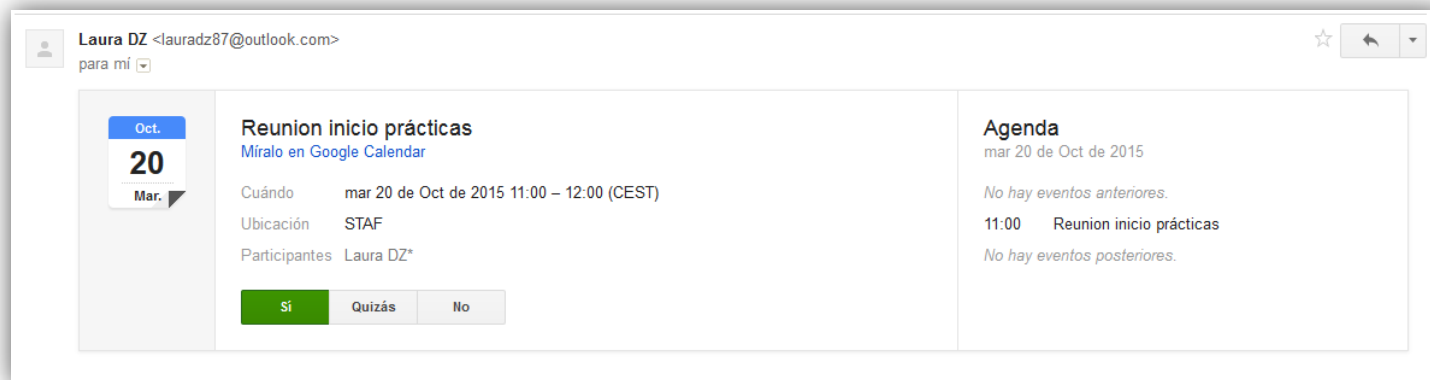 Laura DZ <lauradz87@outlook.com>
para mí
Oct.
20
Mar.
Reunion inicio prácticas
Míralo en Google Calendar
Cuándo mar 20 de Oct de 2015 11:00 – 12:00 (CEST)
Ubicación STAF
Participantes Laura DZ*
Sí Quizás No
Agenda
mar 20 de Oct de 2015
No hay eventos anteriores.
11:00 Reunion inicio prácticas
No hay eventos posteriores.